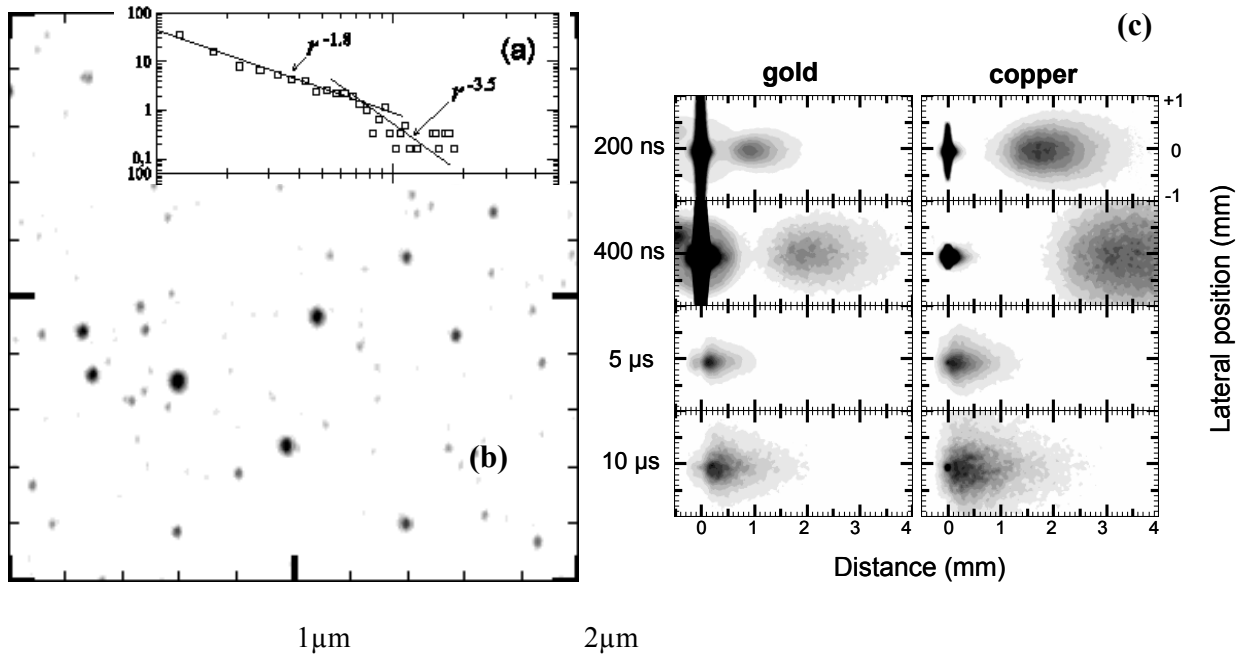 100
10
1
0,1
100
r -1.8
(a)
r -3.5
(b)
1µm
2µm
(c)
gold
copper
200 ns
400 ns
5 µs
10 µs
+1
0
-1
Lateral position (mm)
0
1
2
3
4
0
1
2
3
4
Distance (mm)